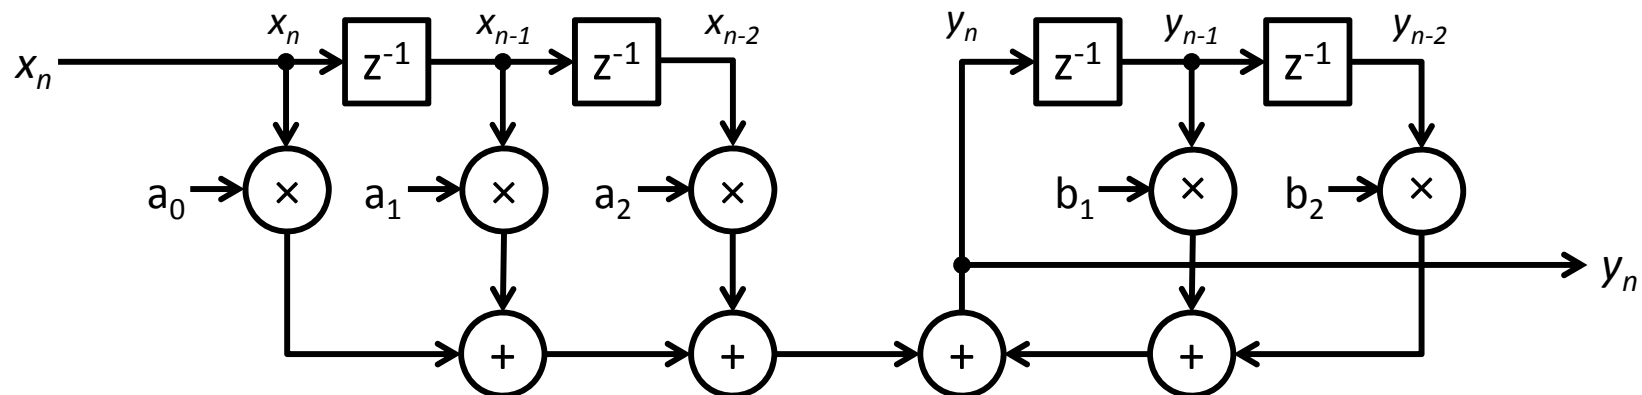 xₙ xₙ₋₁ xₙ₋₂ yₙ yₙ₋₁ yₙ₋₂
xₙ z⁻¹ z⁻¹ z⁻¹ z⁻¹
a₀ × a₁ × a₂ × b₁ × b₂ ×
yₙ
+ + + +